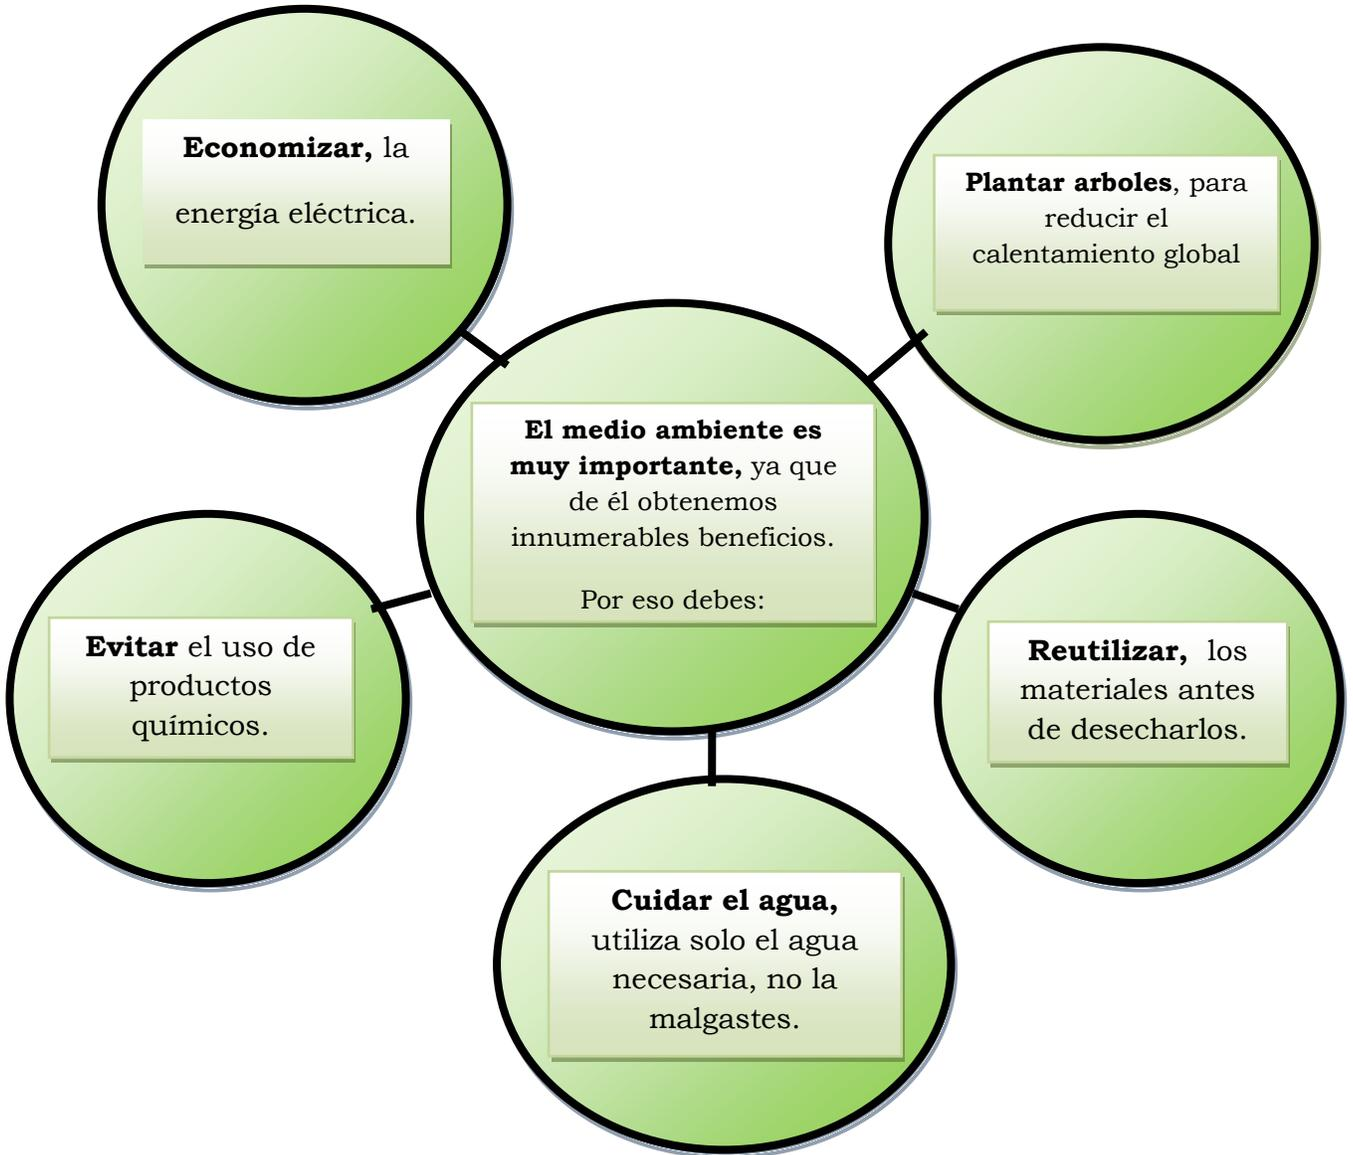 Economizar, la
energía eléctrica.
Plantar arboles, para
reducir el
calentamiento global
El medio ambiente es
muy importante, ya que
de él obtenemos
innumerables beneficios.
Por eso debes:
Evitar el uso de
productos
químicos.
Reutilizar,  los
materiales antes
de desecharlos.
Cuidar el agua,
utiliza solo el agua
necesaria, no la
malgastes.